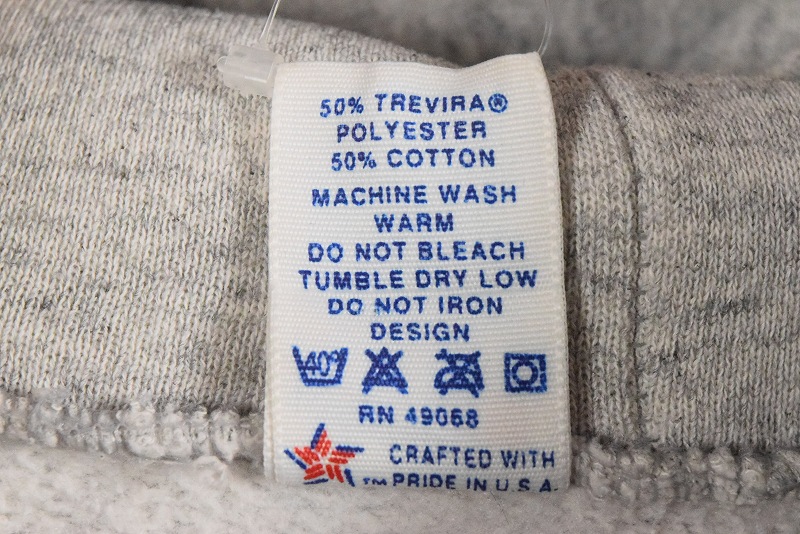 50% TREVIRA®
POLYESTER
50% COTTON
MACHINE WASH
WARM
DO NOT BLEACH
TUMBLE DRY LOW
DO NOT IRON
DESIGN
40°
RN 49068
CRAFTED WITH
™ PRIDE IN U.S.A.